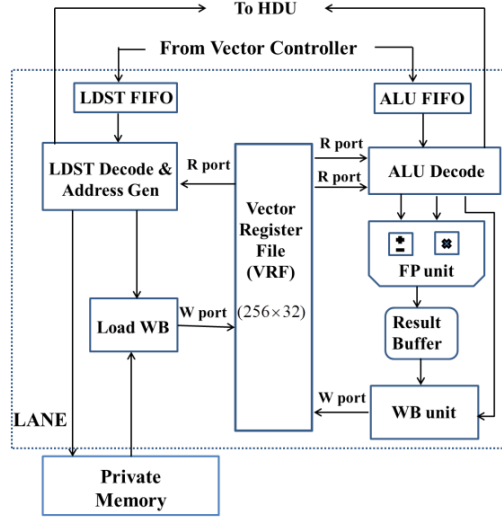 To HDU
From Vector Controller
LDST FIFO
ALU FIFO
R port
LDST Decode &
Address Gen
R port
R port
ALU Decode
Vector
Register
File
(VRF)
(256×32)
+
−
×
FP unit
W port
Load WB
Result
Buffer
W port
WB unit
LANE
Private
Memory